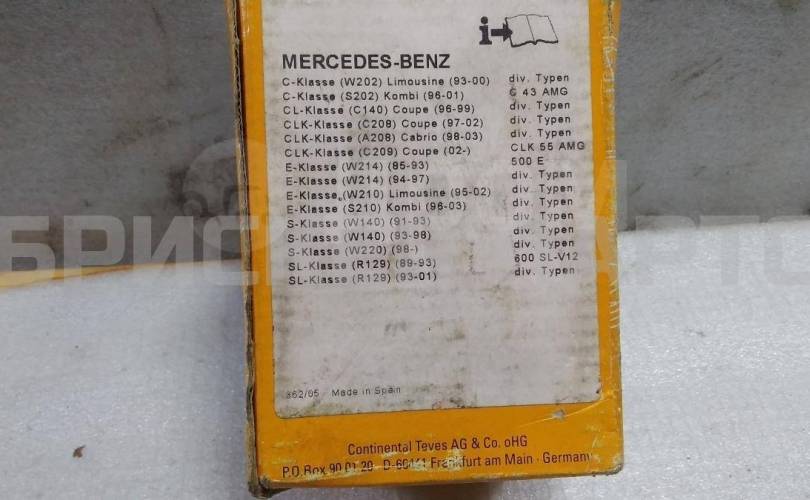 i
MERCEDES-BENZ
C-Klasse (W202) Limousine (93-00) div. Typen
C-Klasse (S202) Kombi (96-01) C 43 AMG
CL-Klasse (C140) Coupe (96-99) div. Typen
CLK-Klasse (C208) Coupe (97-02) div. Typen
CLK-Klasse (A208) Cabrio (98-03) div. Typen
CLK-Klasse (C209) Coupe (02-) CLK 55 AMG
E-Klasse (W214) (85-93) 500 E
E-Klasse (W214) (94-97) div. Typen
E-Klasse (W210) Limousine (95-02) div. Typen
E-Klasse (S210) Kombi (96-03) div. Typen
S-Klasse (W140) (91-93) div. Typen
S-Klasse (W140) (93-98) div. Typen
S-Klasse (W220) (98-) div. Typen
SL-Klasse (R129) (89-93) 600 SL-V12
SL-Klasse (R129) (93-01) div. Typen
Made in Spain
Continental Teves AG & Co. oHG
P.O.Box 90 01 20 · Frankfurt am Main · Germany